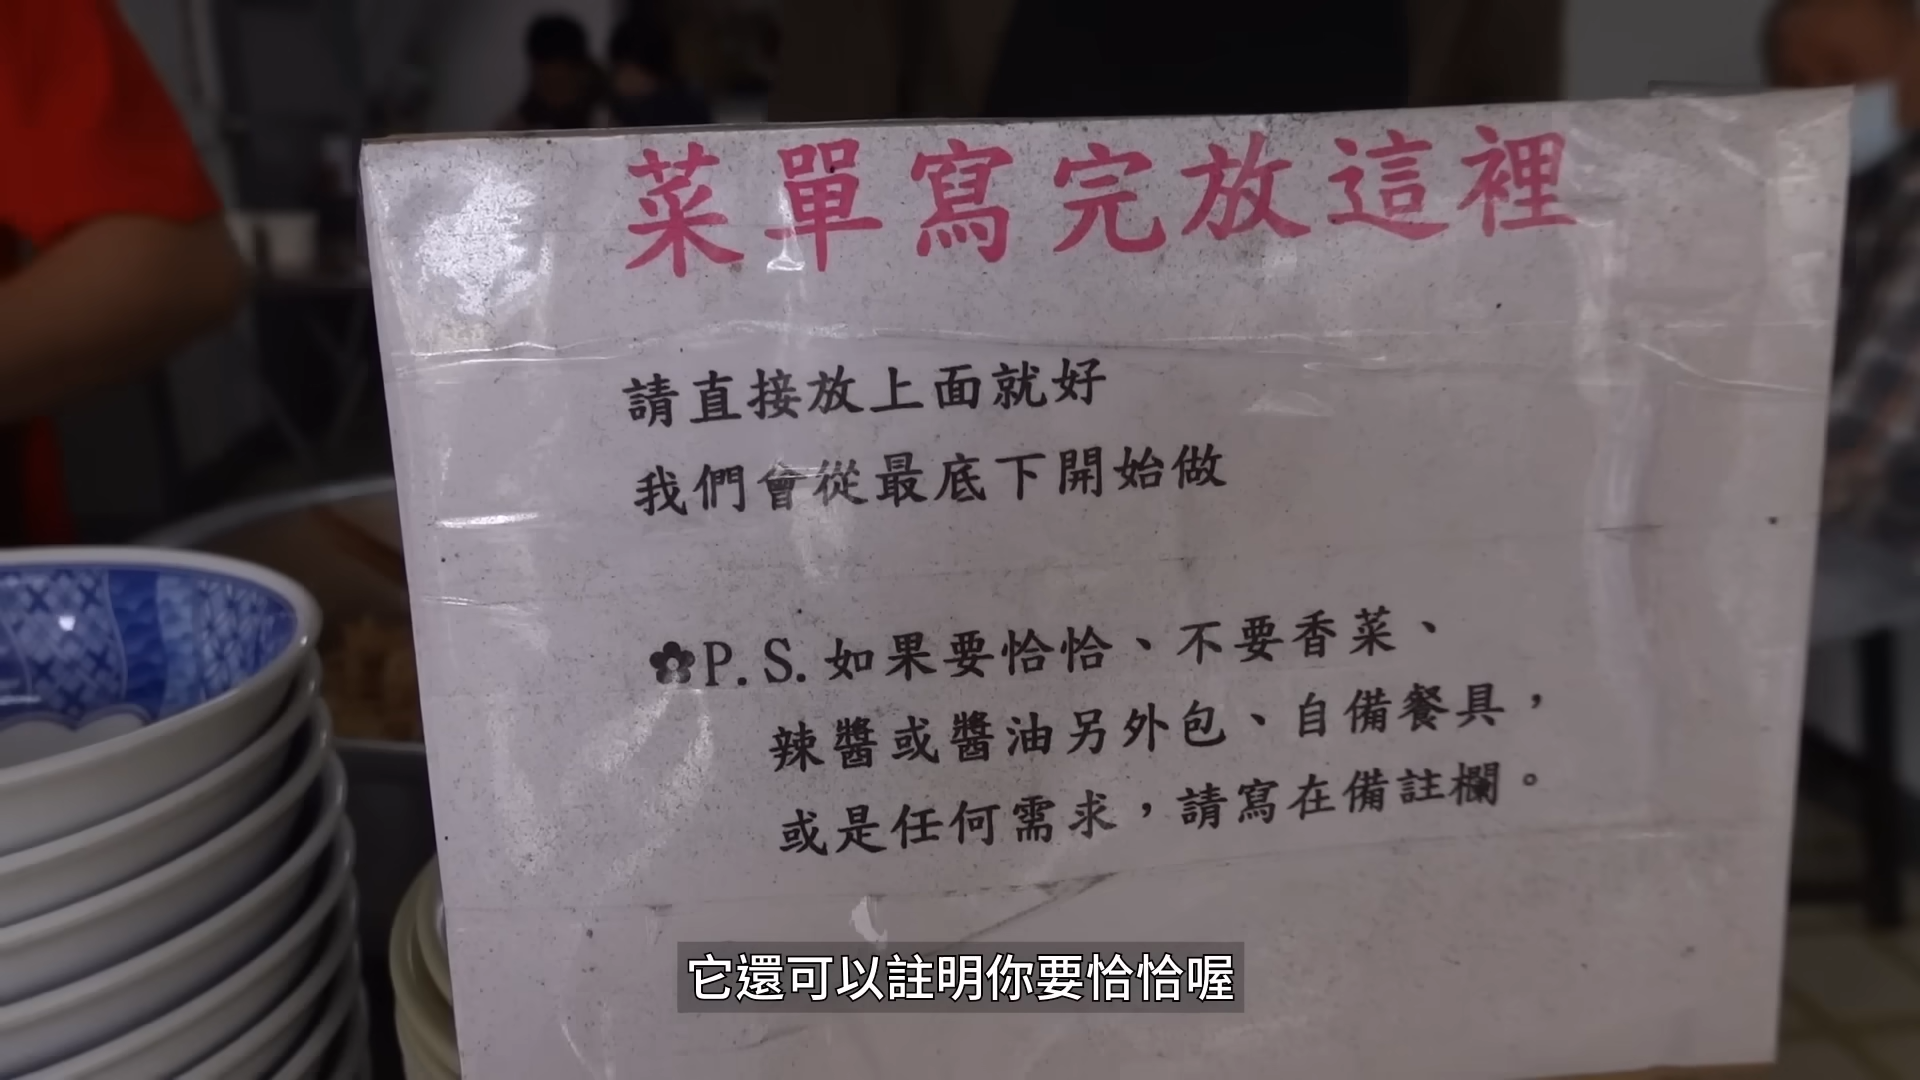 菜單寫完放這裡
請直接放上面就好
我們會從最底下開始做
✿P.S.如果要恰恰、不要香菜、
辣醬或醬油另外包、自備餐具，
或是任何需求，請寫在備註欄。
它還可以註明你要恰恰喔